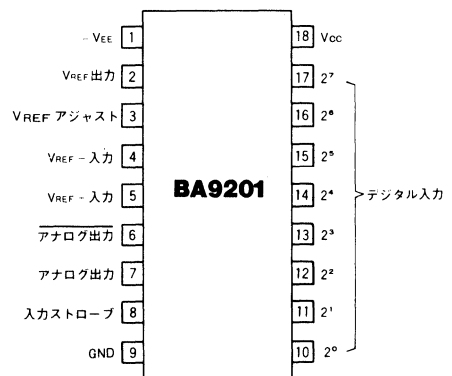 -VEE 1
VREF出力 2
VREF アジャスト 3
VREF-入力 4
VREF-入力 5
アナログ出力 6
アナログ出力 7
入力ストローブ 8
GND 9
BA9201
18 Vcc
17 2⁷
16 2⁶
15 2⁵
14 2⁴
13 2³
12 2²
11 2¹
10 2⁰
デジタル入力